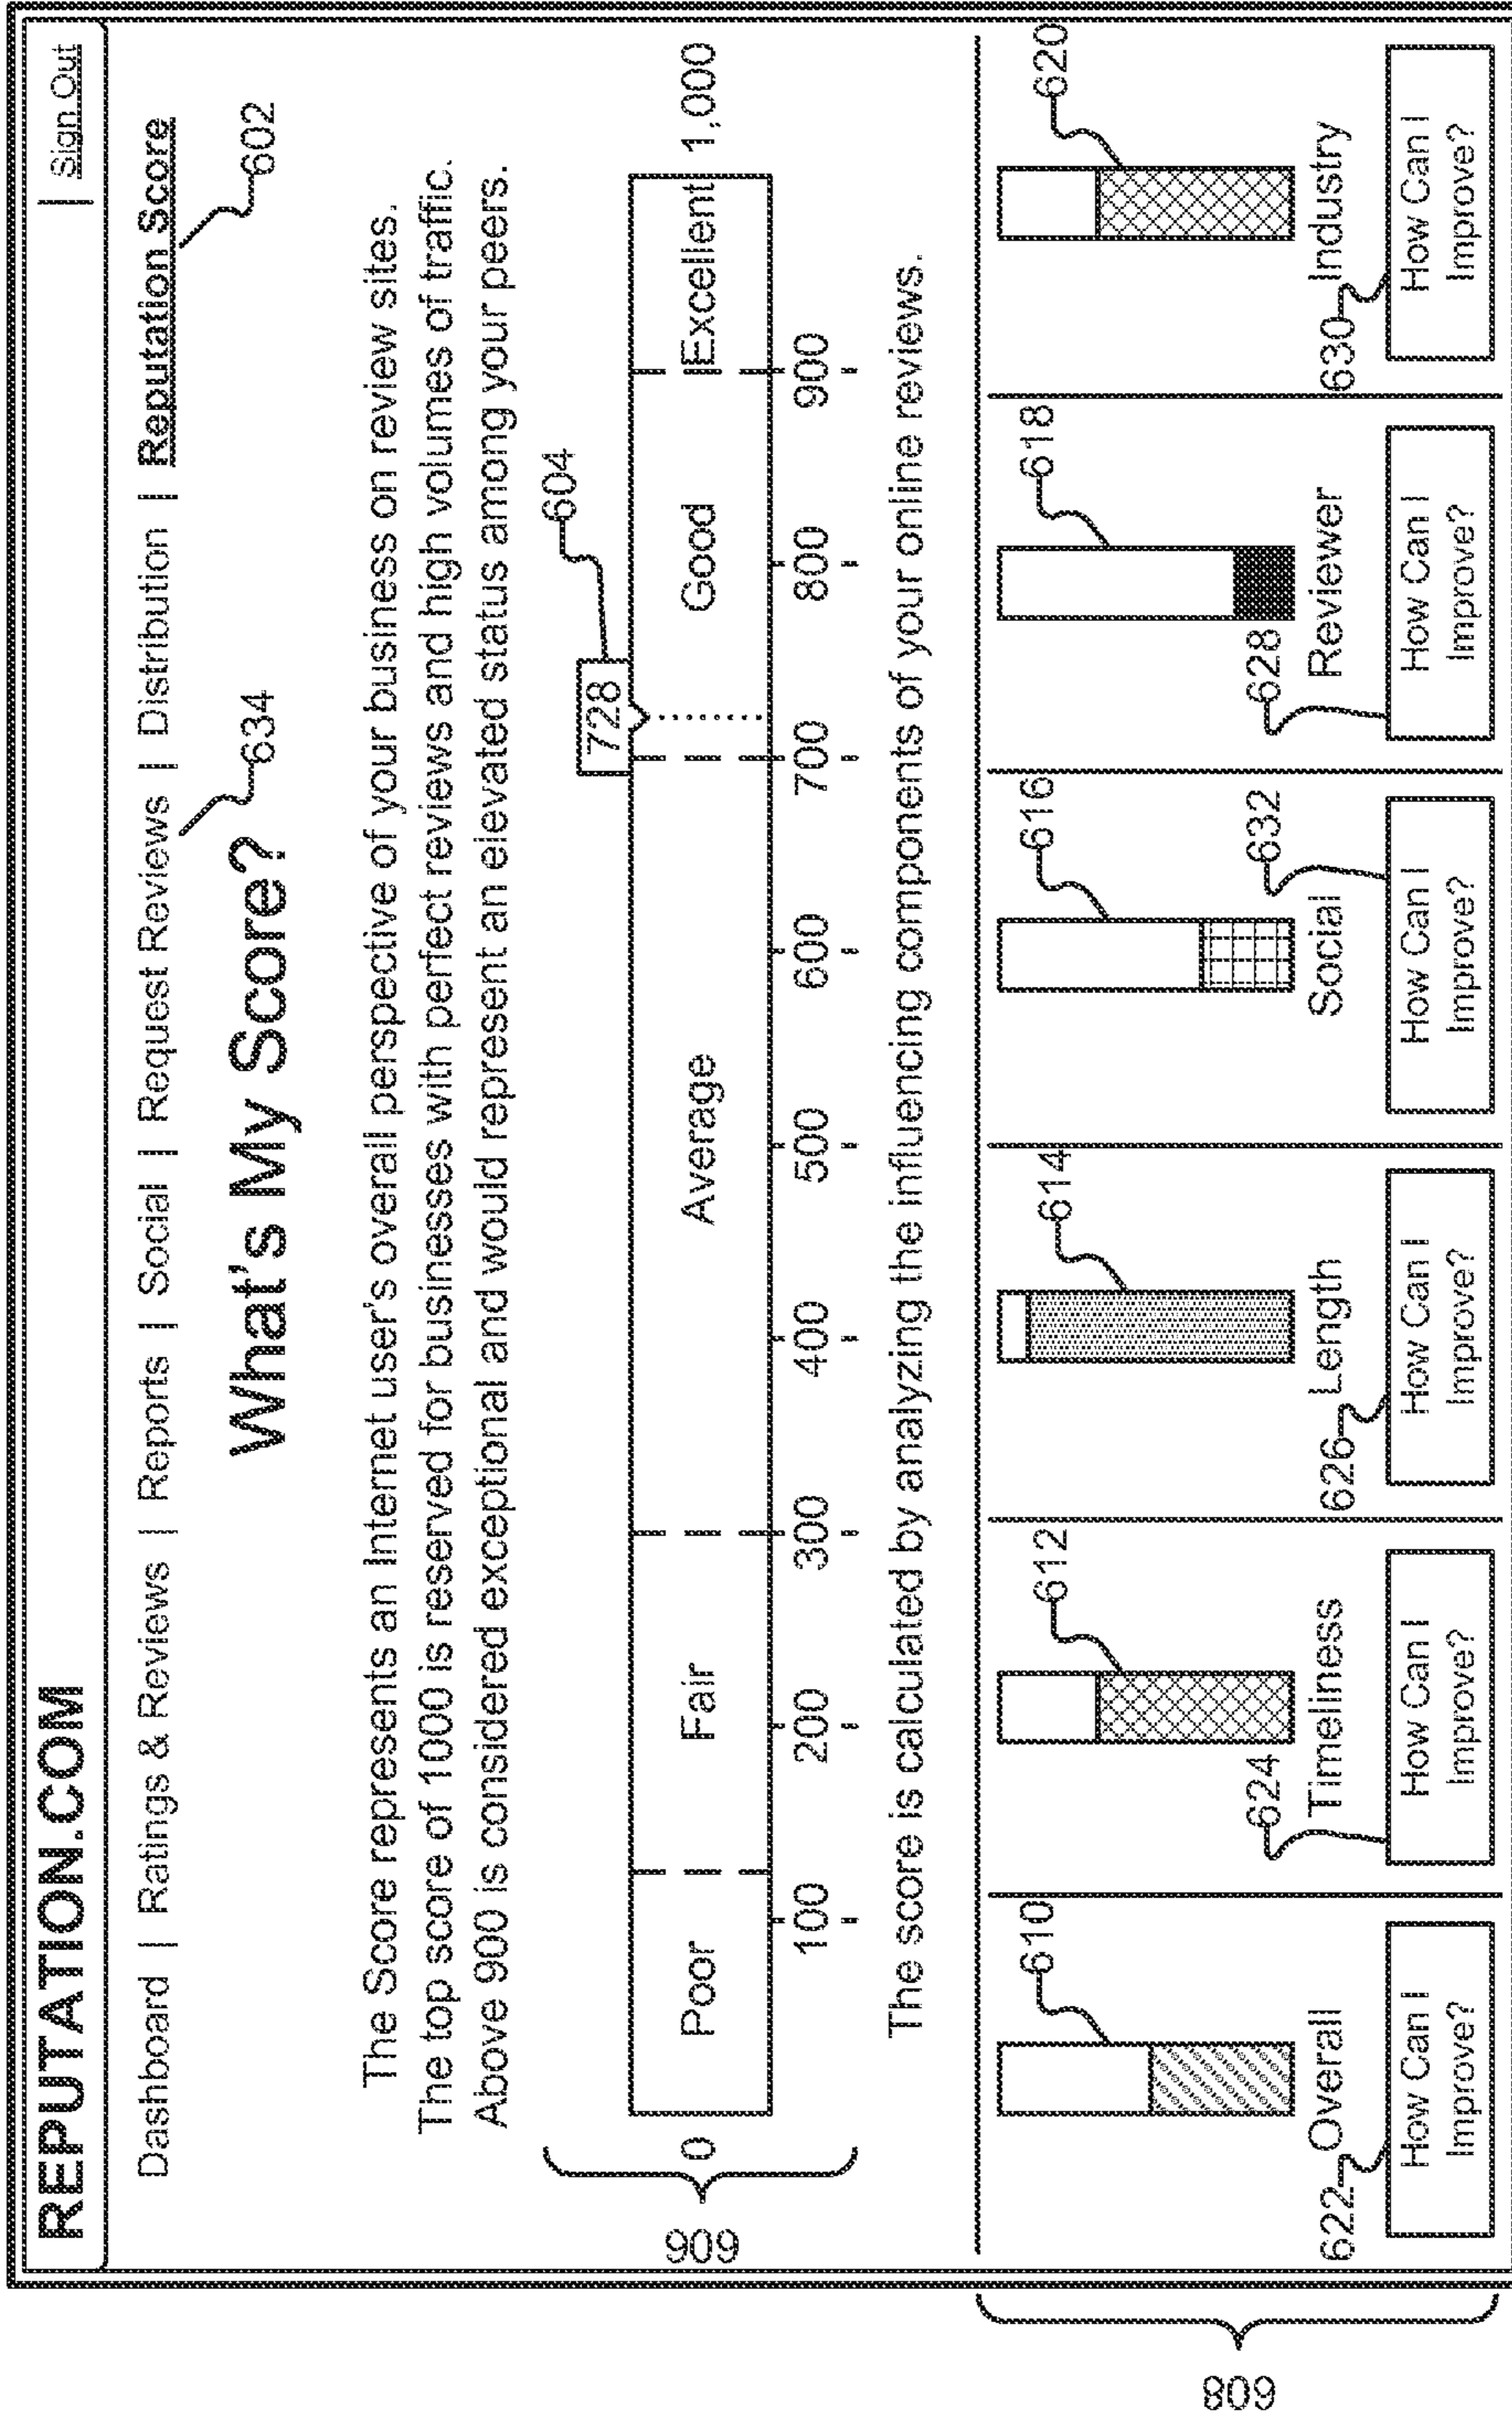 REPUTATION.COM
| Sign Out
Dashboard | Ratings & Reviews | Reports | Social | Request Reviews | Distribution | Reputation Score
634
602
What's My Score?
The Score represents an Internet user's overall perspective of your business on review sites.
The top score of 1000 is reserved for businesses with perfect reviews and high volumes of traffic.
Above 900 is considered exceptional and would represent an elevated status among your peers.
604
728
606
0 Poor Fair Average Good Excellent 1,000
100 200 300 400 500 600 700 800 900
The score is calculated by analyzing the influencing components of your online reviews.
608
610 612 614 616 618 620
624 632 628
622 Overall Timeliness 626 Length Social Reviewer 630 Industry
How Can I How Can I How Can I How Can I How Can I How Can I
Improve? Improve? Improve? Improve? Improve? Improve?